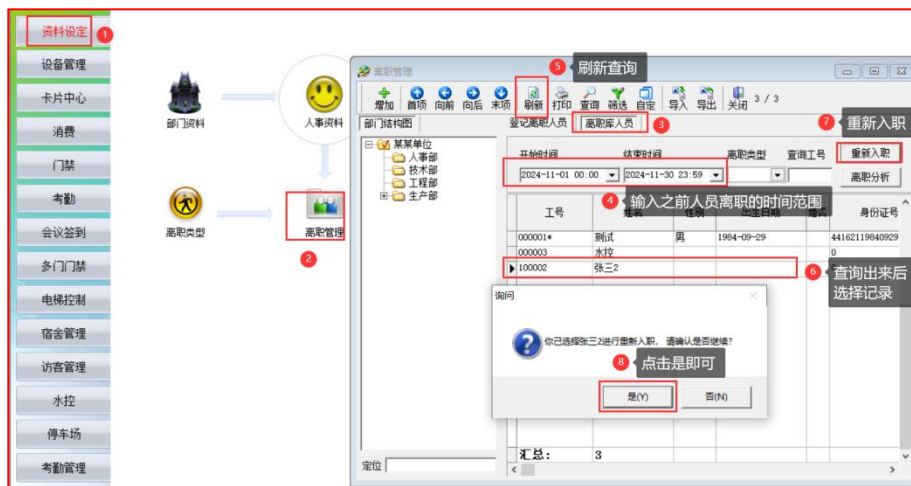 资料设定
1
设备管理
卡片中心
消费
门禁
考勤
会议签到
多门门禁
电梯控制
宿舍管理
访客管理
水控
停车场
考勤管理
部门资料
人事资料
离职类型
离职管理
2
离职管理
5 刷新查询
增加 首项 向前 向后 末项 刷新 打印 查询 筛选 自定 导入 导出 关闭 3 / 3
部门结构图 登记离职人员 离职库人员 3
7 重新入职
某某单位
人事部
技术部
工程部
生产部
开始时间 结束时间 离职类型 查询工号 重新入职
2024-11-01 00:00 2024-11-30 23:59 离职分析
4 输入之前人员离职的时间范围
工号 姓名 性别 出生日期 婚否 身份证号
000001* 测试 男 1984-09-29 44162119840929
000003 水控 0
100002 张三2
6 查询出来后
选择记录
询问
你已选择张三2进行重新入职，请确认是否继续?
8 点击是即可
是(Y) 否(N)
汇总: 3
定位